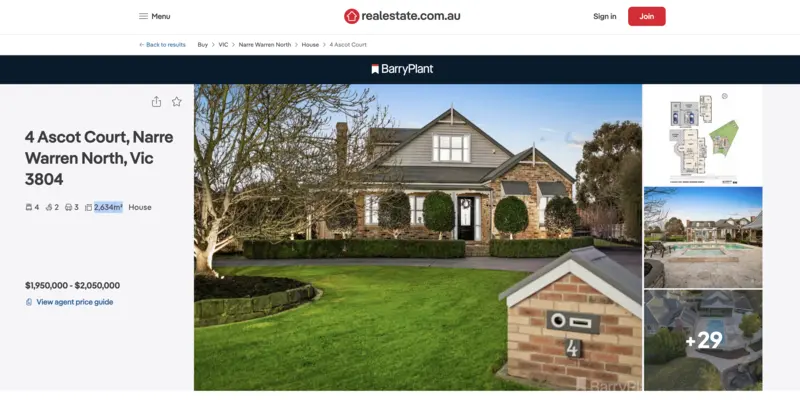 Menu
realestate.com.au
Sign in
Join
← Back to results
Buy > VIC > Narre Warren North > House > 4 Ascot Court
BarryPlant
4 Ascot Court, Narre
Warren North, Vic
3804
4 2 3 2,634m² House
$1,950,000 - $2,050,000
View agent price guide
4
+29
BarryPlant